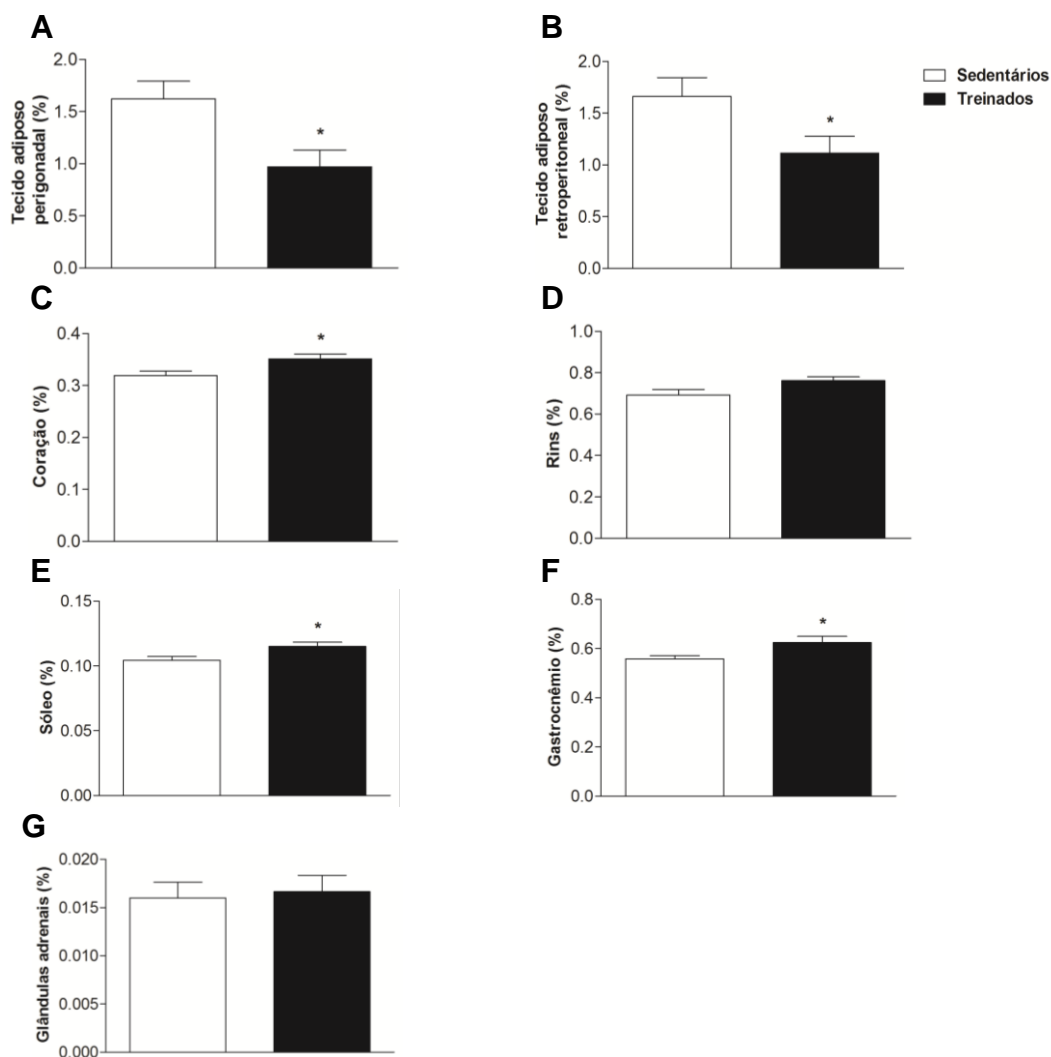 A
Tecido adiposo
perigonadal (%)
2.0
1.5
1.0
0.5
0.0
*
B
Tecido adiposo
retroperitoneal (%)
2.0
1.5
1.0
0.5
0.0
*
Sedentários
Treinados
C
Coração (%)
0.4
0.3
0.2
0.1
0.0
*
D
Rins (%)
1.0
0.8
0.6
0.4
0.2
0.0
E
Sóleo (%)
0.15
0.10
0.05
0.00
*
F
Gastrocnêmio (%)
0.8
0.6
0.4
0.2
0.0
*
G
Glândulas adrenais (%)
0.020
0.015
0.010
0.005
0.000